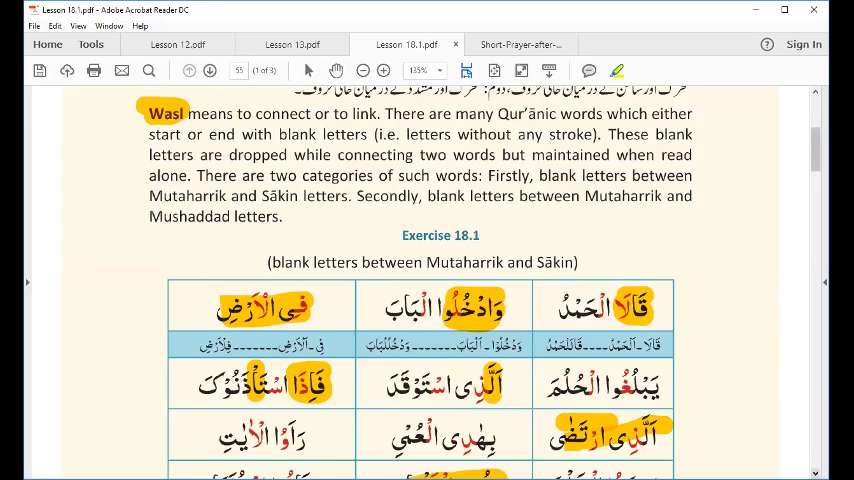 Lesson 18.1.pdf - Adobe Acrobat Reader DC
File Edit View Window Help
Home Tools Lesson 12.pdf Lesson 13.pdf Lesson 18.1.pdf × Short-Prayer-after-... Sign In
55 (1 of 3) 135%
Wasl means to connect or to link. There are many Qur’ānic words which either
start or end with blank letters (i.e. letters without any stroke). These blank
letters are dropped while connecting two words but maintained when read
alone. There are two categories of such words: Firstly, blank letters between
Mutaharrik and Sākin letters. Secondly, blank letters between Mutaharrik and
Mushaddad letters.
Exercise 18.1
(blank letters between Mutaharrik and Sākin)
قَالَا الْحَمْدُ وَادْخُلُوا الْبَابَ فِى الْاَرْضِ
قَالَا-اَلْحَمْدُ----قَالَلْحَمْدُ وَدْخُلُوْا-اَلْبَابَ-------وَدْخُلُلْبَابَ فِىْ-اَلْاَرْضِ-------فِلْاَرْضِ
يَبْلُغُوا الْحُلُمَ اَلَّذِى اسْتَوْقَدَ فَاِذَا اسْتَاْذَنُوْكَ
اَلَّذِى ارْتَضٰى بِهٰدِى الْعُمْىِ رَاَوُا الْاٰيٰتِ